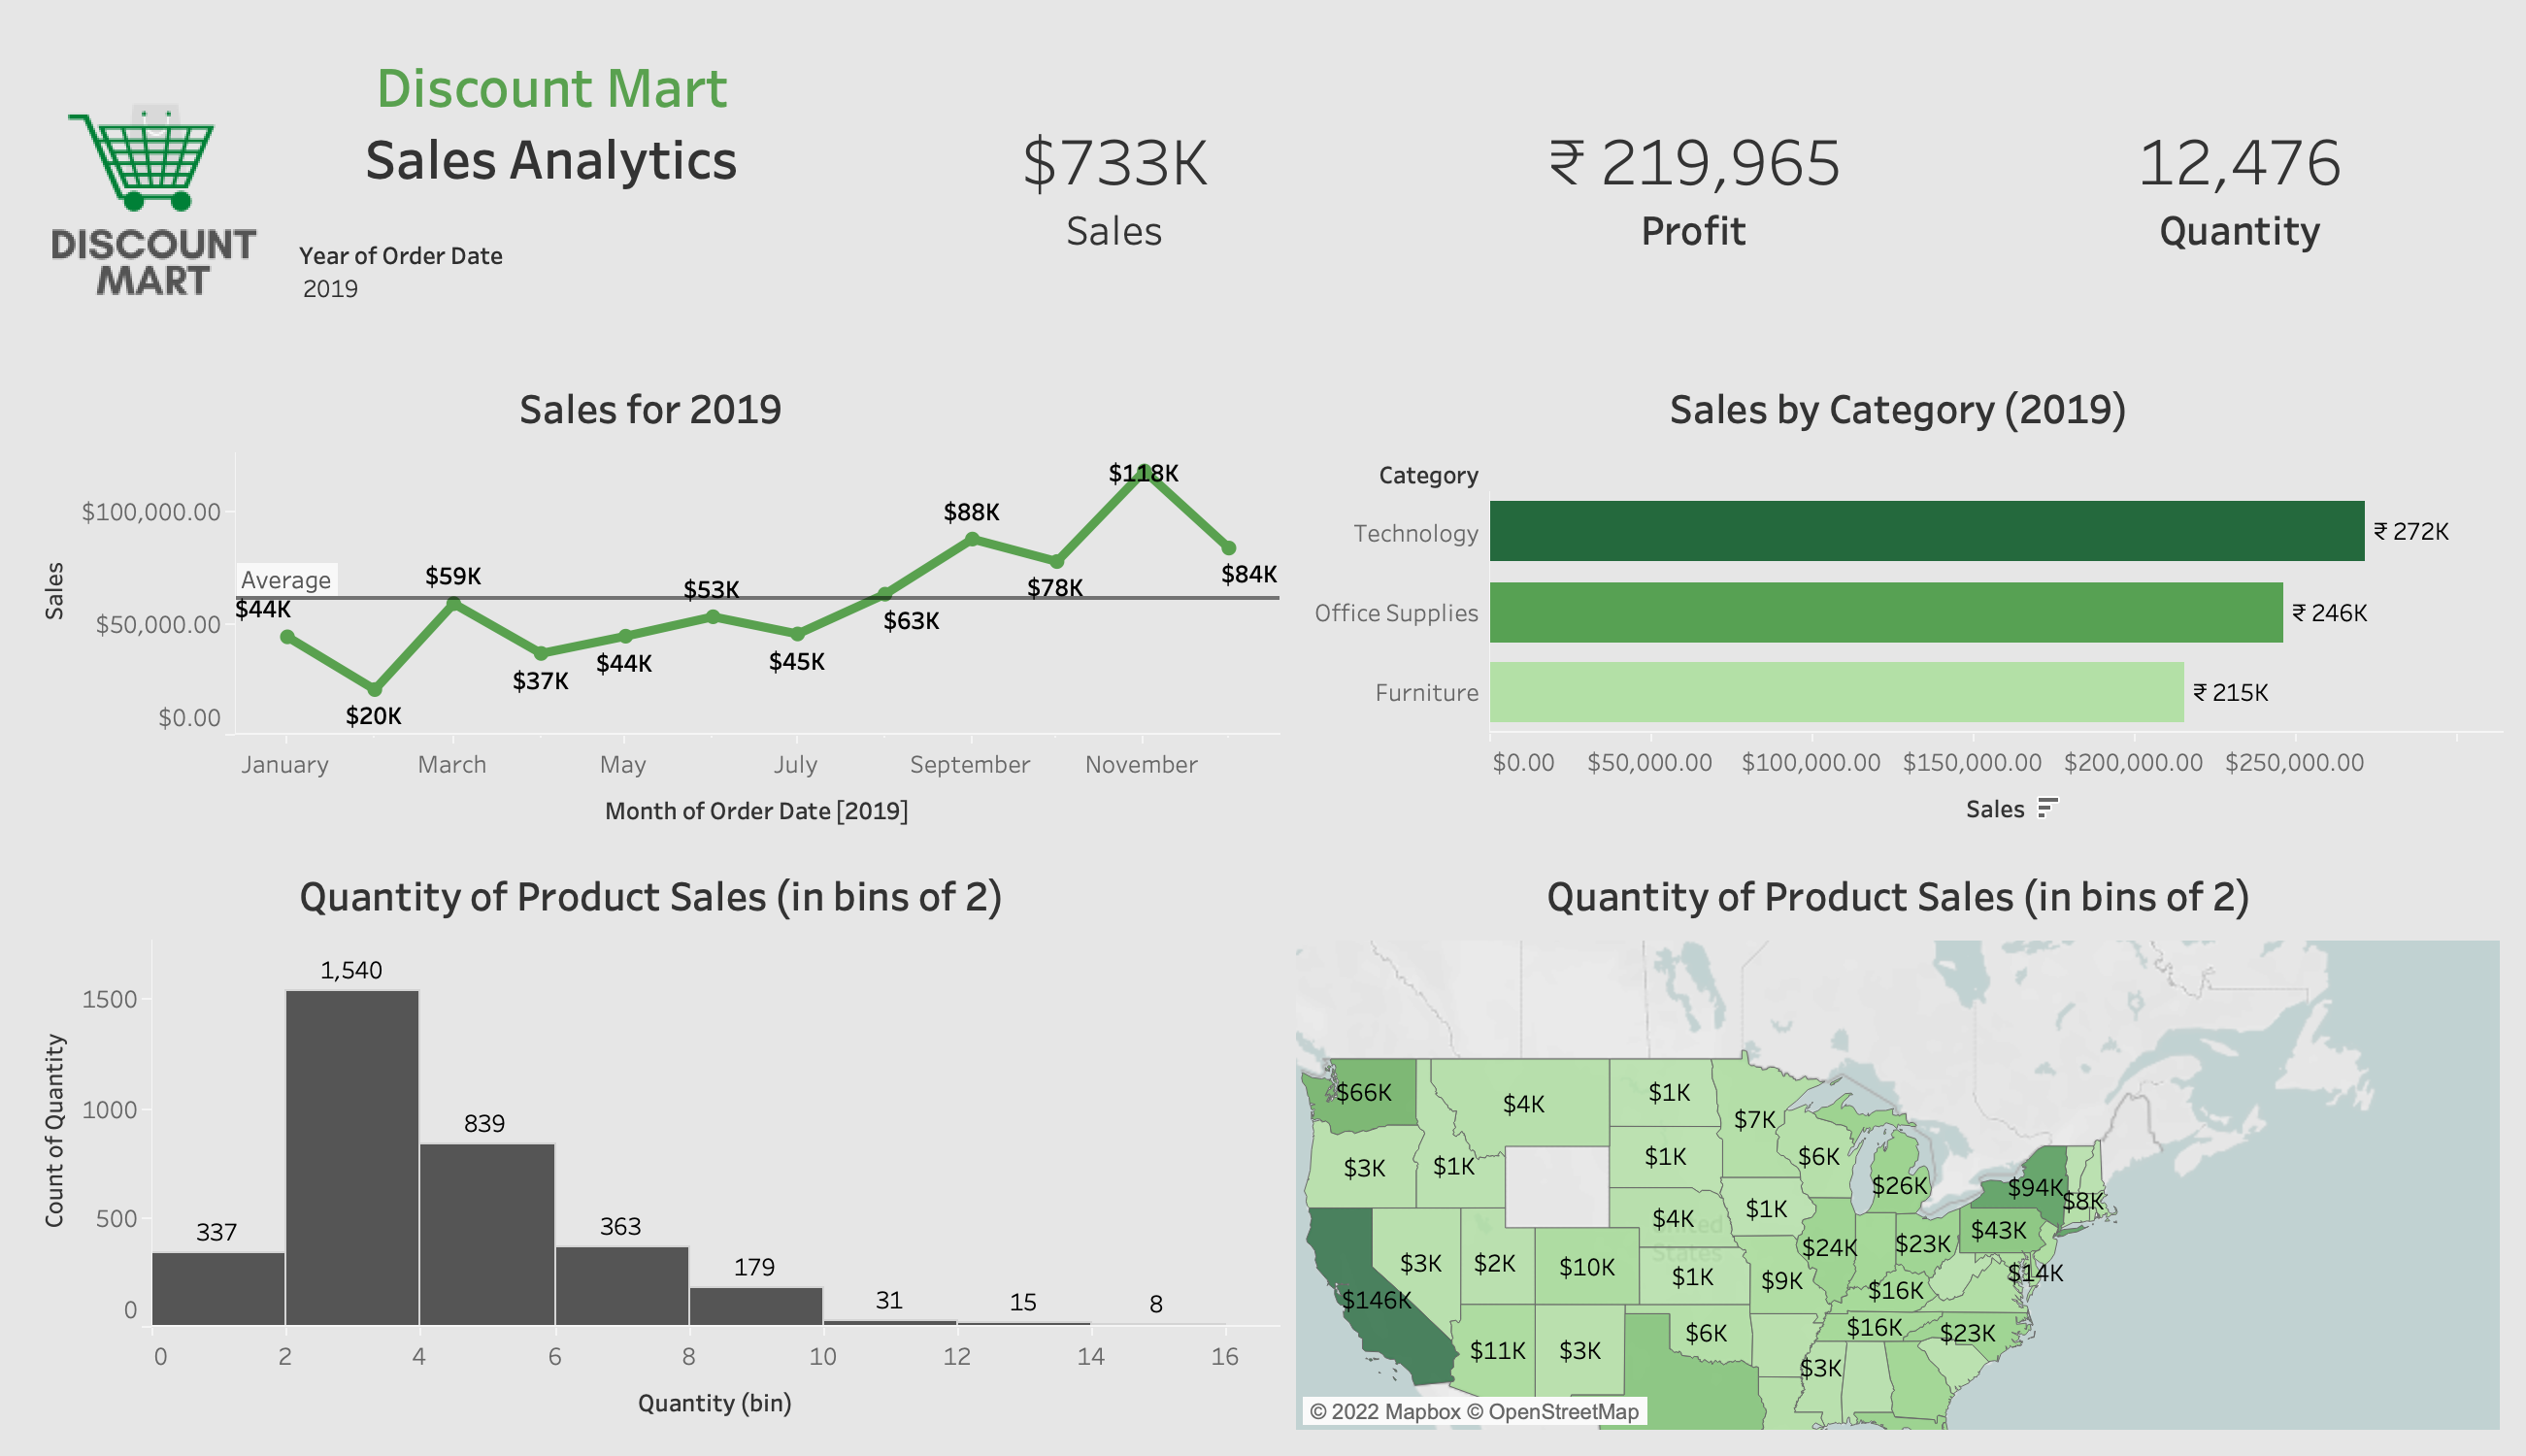 Discount Mart
Sales Analytics
DISCOUNT
MART
Year of Order Date
2019
$733K
Sales
₹ 219,965
Profit
12,476
Quantity
Sales for 2019
Sales
$100,000.00
$50,000.00
$0.00
Average
$44K
$20K
$59K
$37K
$44K
$53K
$45K
$63K
$88K
$78K
$118K
$84K
January
March
May
July
September
November
Month of Order Date [2019]
Sales by Category (2019)
Category
Technology
₹ 272K
Office Supplies
₹ 246K
Furniture
₹ 215K
$0.00
$50,000.00
$100,000.00
$150,000.00
$200,000.00
$250,000.00
Sales
Quantity of Product Sales (in bins of 2)
Count of Quantity
1500
1000
500
0
337
1,540
839
363
179
31
15
8
0
2
4
6
8
10
12
14
16
Quantity (bin)
Quantity of Product Sales (in bins of 2)
$66K
$4K
$1K
$7K
$3K
$1K
$1K
$6K
$26K
$94K
$8K
$4K
$1K
$43K
$3K
$2K
$10K
$1K
$9K
$24K
$23K
$14K
$146K
$16K
$11K
$3K
$6K
$16K
$23K
$3K
United
States
© 2022 Mapbox © OpenStreetMap